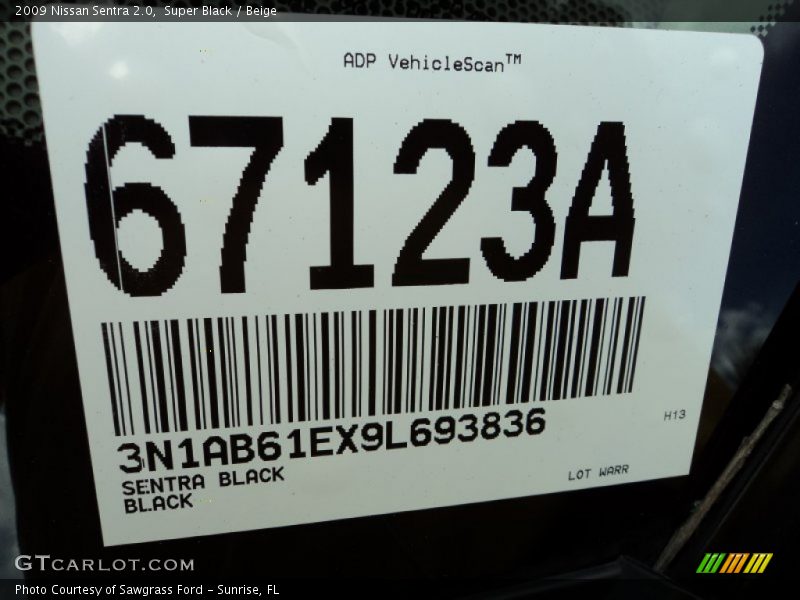 2009 Nissan Sentra 2.0,  Super Black / Beige
ADP VehicleScan™
67123A
3N1AB61EX9L693836
H13
SENTRA BLACK
LOT WARR
BLACK
GTCARLOT.COM
Photo Courtesy of Sawgrass Ford - Sunrise, FL